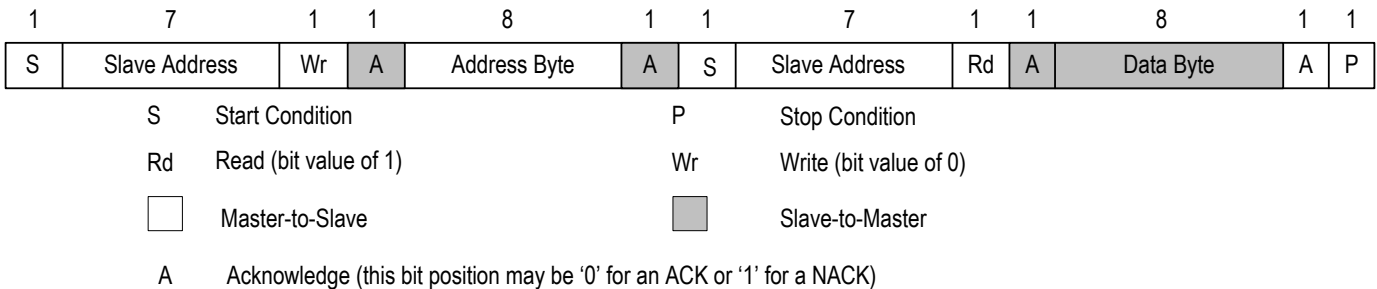 1 7 1 1 8 1 1 7 1 1 8 1 1
S Slave Address Wr A Address Byte A S Slave Address Rd A Data Byte A P
S Start Condition P Stop Condition
Rd Read (bit value of 1) Wr Write (bit value of 0)
Master-to-Slave Slave-to-Master
A Acknowledge (this bit position may be ‘0’ for an ACK or ‘1’ for a NACK)